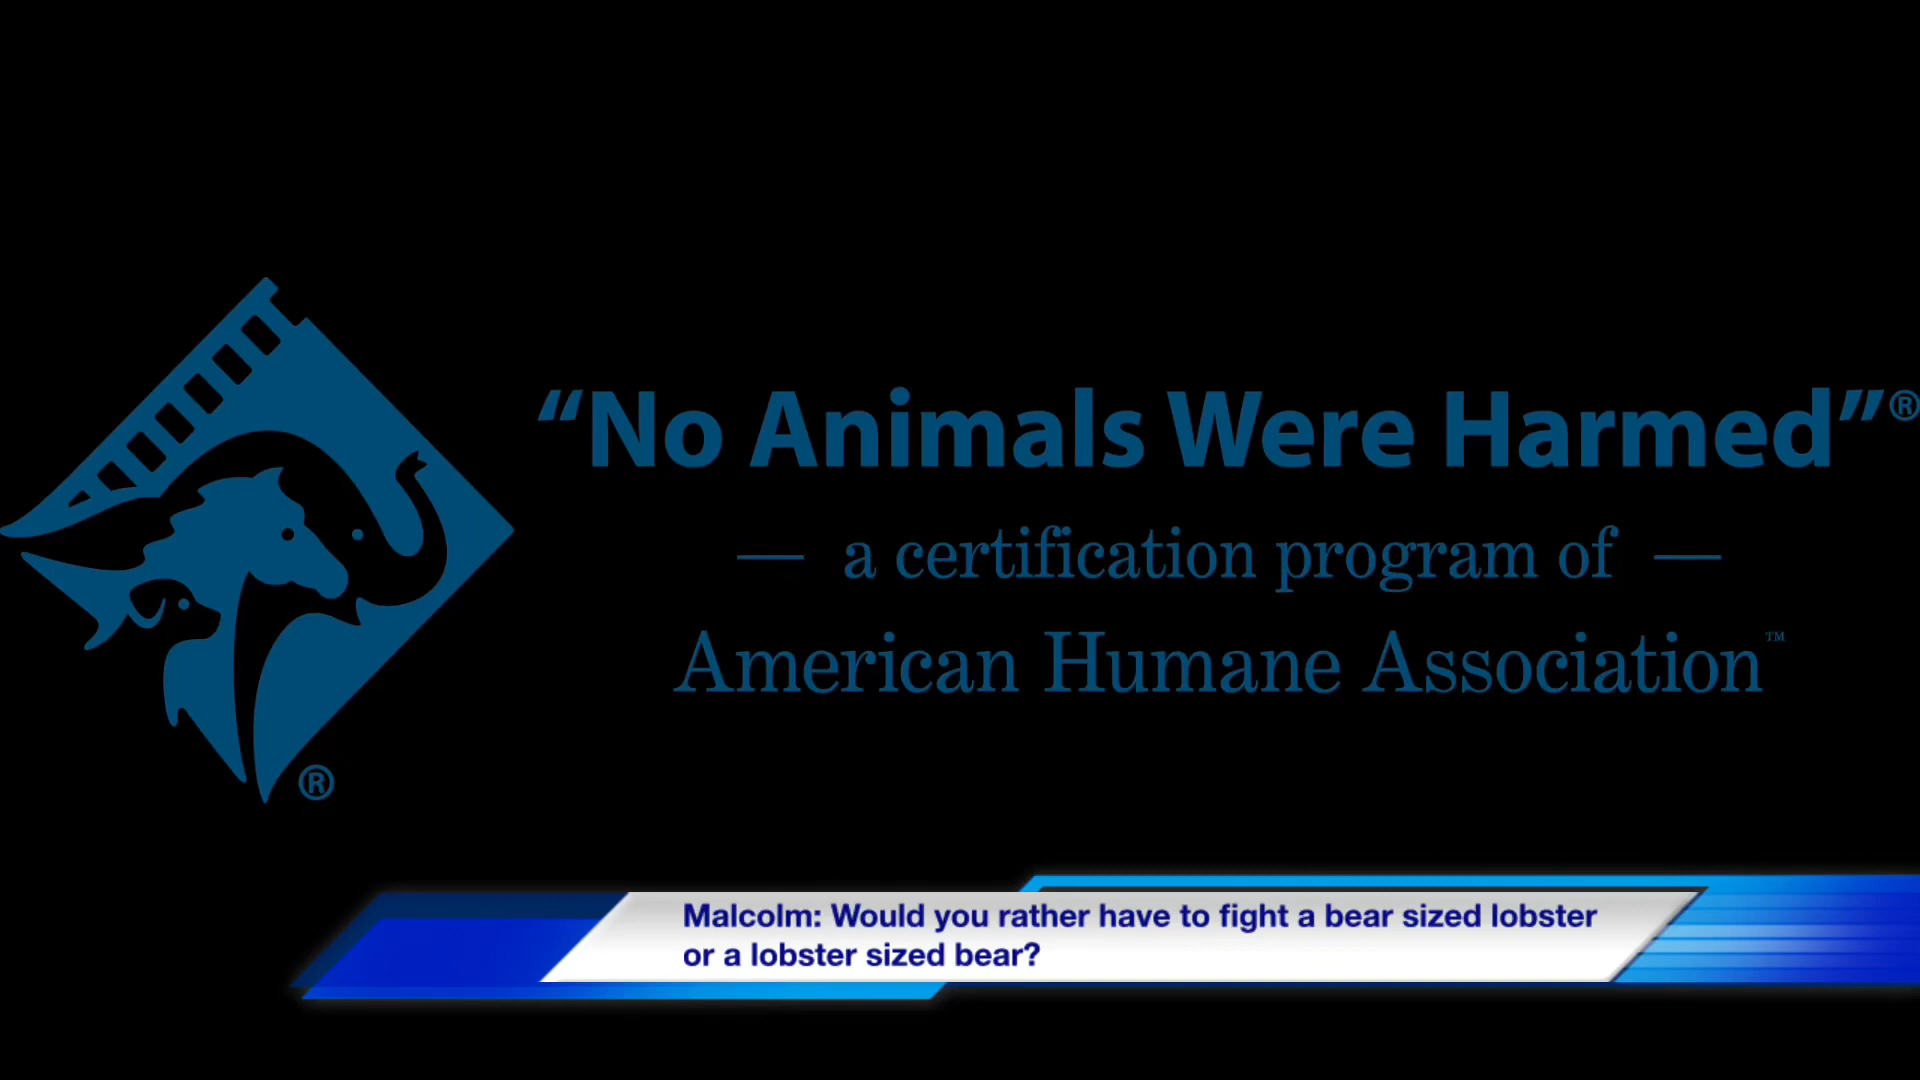 “No Animals Were Harmed”®
— a certification program of —
American Humane Association™
®
Malcolm: Would you rather have to fight a bear sized lobster
or a lobster sized bear?